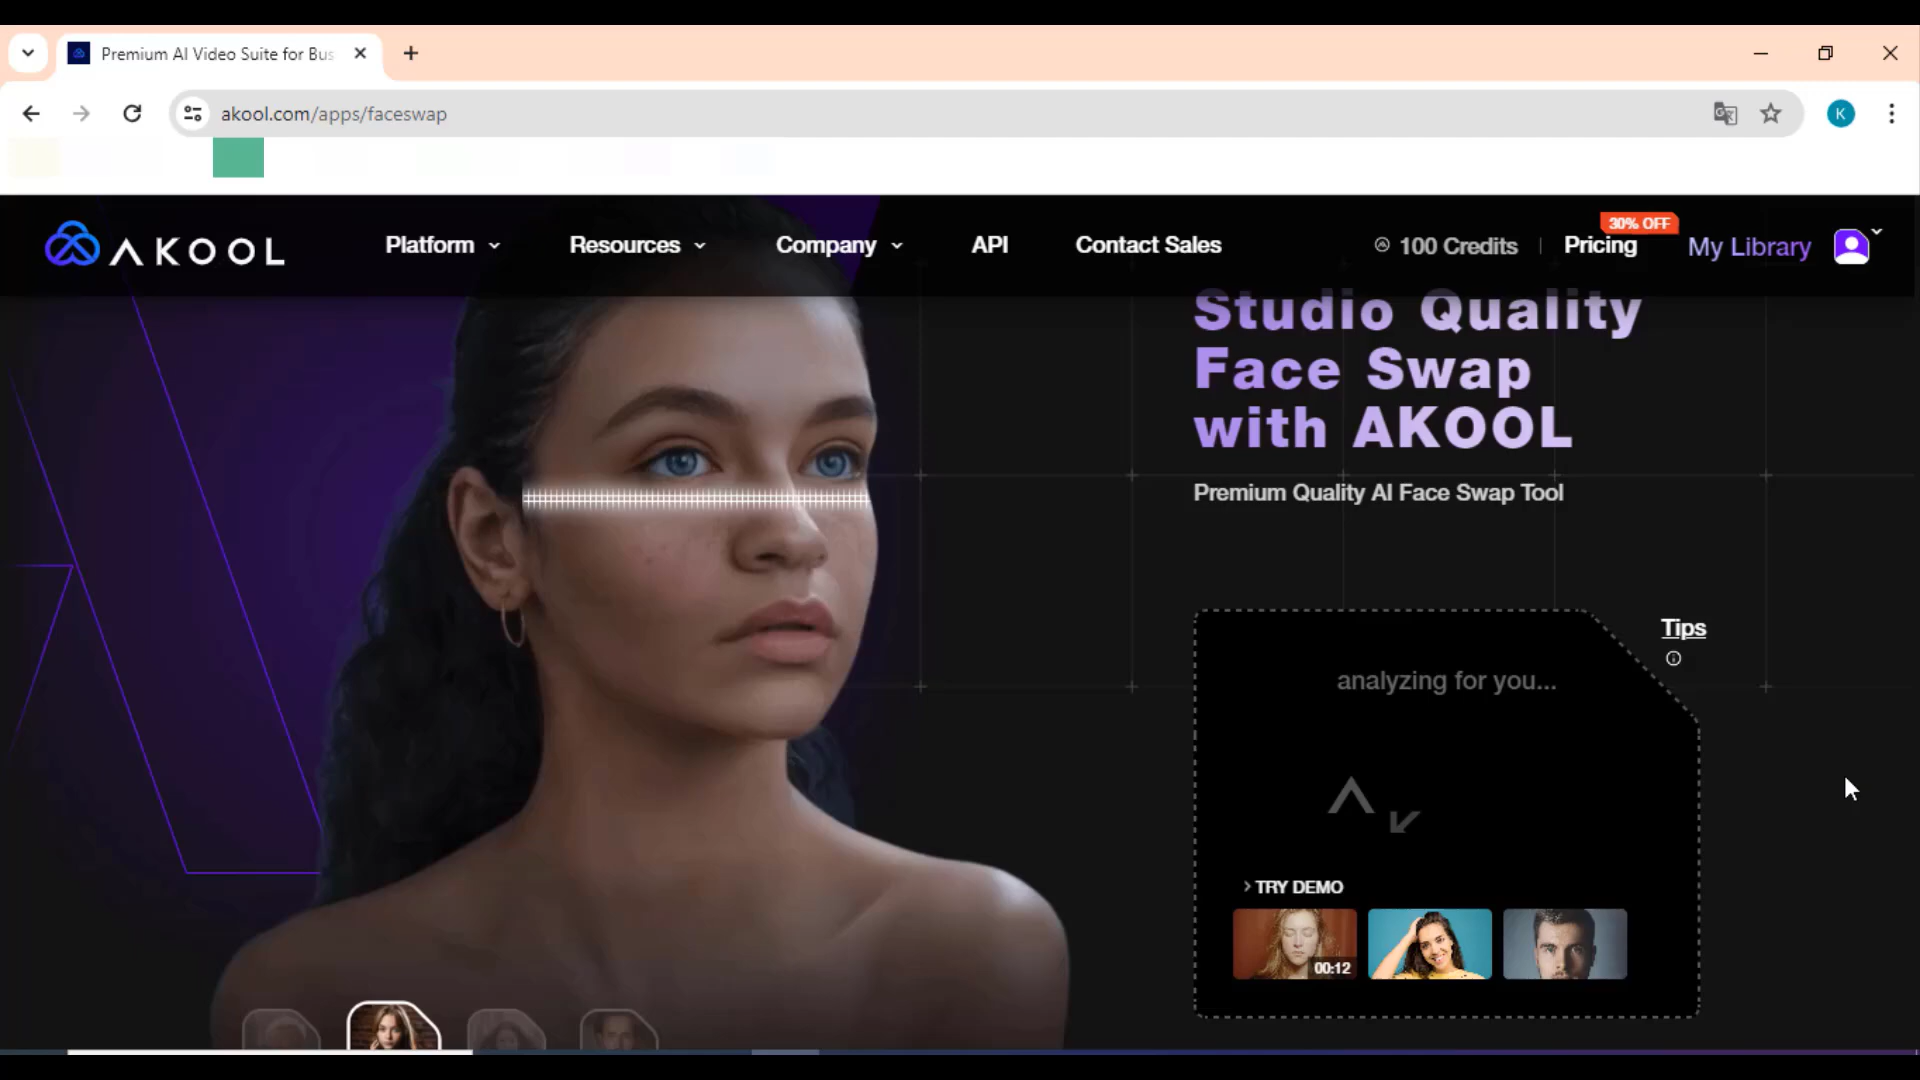 Premium AI Video Suite for Bus
akool.com/apps/faceswap
K
AKOOL
Platform
Resources
Company
API
Contact Sales
100 Credits
Pricing
30% OFF
My Library
Studio Quality
Face Swap
with AKOOL
Premium Quality AI Face Swap Tool
Tips
analyzing for you...
TRY DEMO
00:12